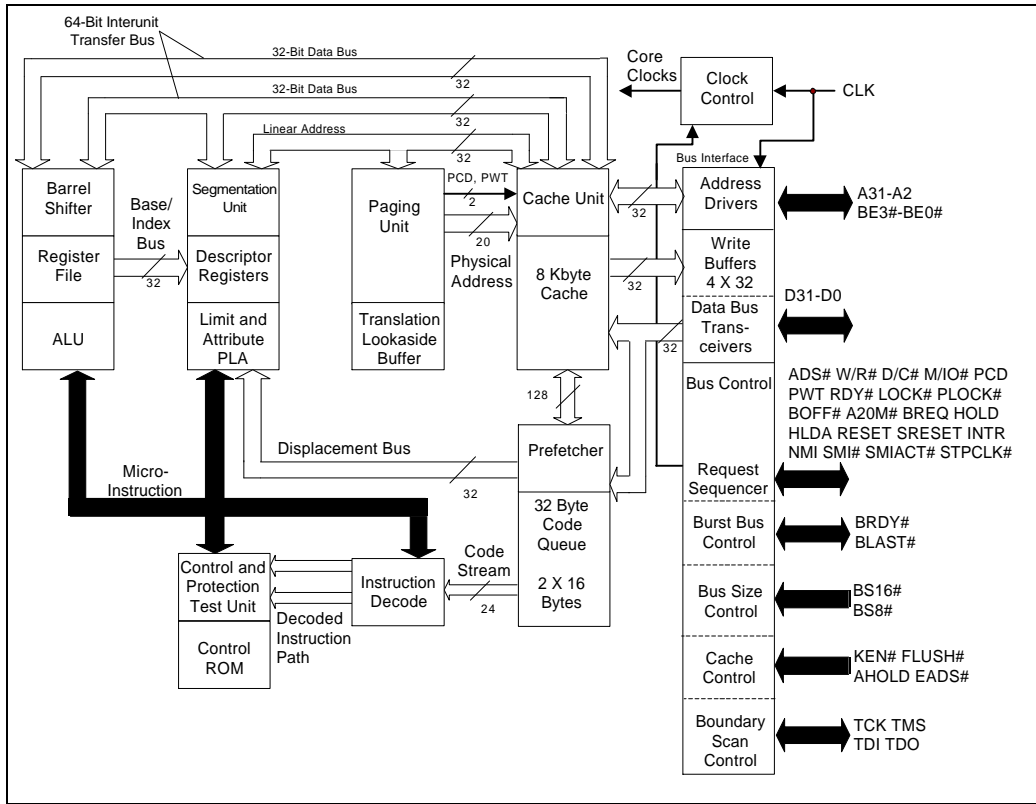 64-Bit Interunit
Transfer Bus
32-Bit Data Bus
32
32-Bit Data Bus
32
Linear Address
32
Core
Clocks
Clock
Control
CLK
Bus Interface
Barrel
Shifter
Register
File
ALU
Base/
Index
Bus
32
Segmentation
Unit
Descriptor
Registers
Limit and
Attribute
PLA
Paging
Unit
Translation
Lookaside
Buffer
PCD, PWT
2
20
Physical
Address
Cache Unit
8 Kbyte
Cache
32
32
32
128
Address
Drivers
Write
Buffers
4 X 32
Data Bus
Trans-
ceivers
Bus Control
Request
Sequencer
Burst Bus
Control
Bus Size
Control
Cache
Control
Boundary
Scan
Control
A31-A2
BE3#-BE0#
D31-D0
ADS# W/R# D/C# M/IO# PCD
PWT RDY# LOCK# PLOCK#
BOFF# A20M# BREQ HOLD
HLDA RESET SRESET INTR
NMI SMI# SMIACT# STPCLK#
BRDY#
BLAST#
BS16#
BS8#
KEN# FLUSH#
AHOLD EADS#
TCK TMS
TDI TDO
Displacement Bus
32
Micro-
Instruction
Prefetcher
32 Byte
Code
Queue
2 X 16
Bytes
Code
Stream
24
Instruction
Decode
Decoded
Instruction
Path
Control and
Protection
Test Unit
Control
ROM